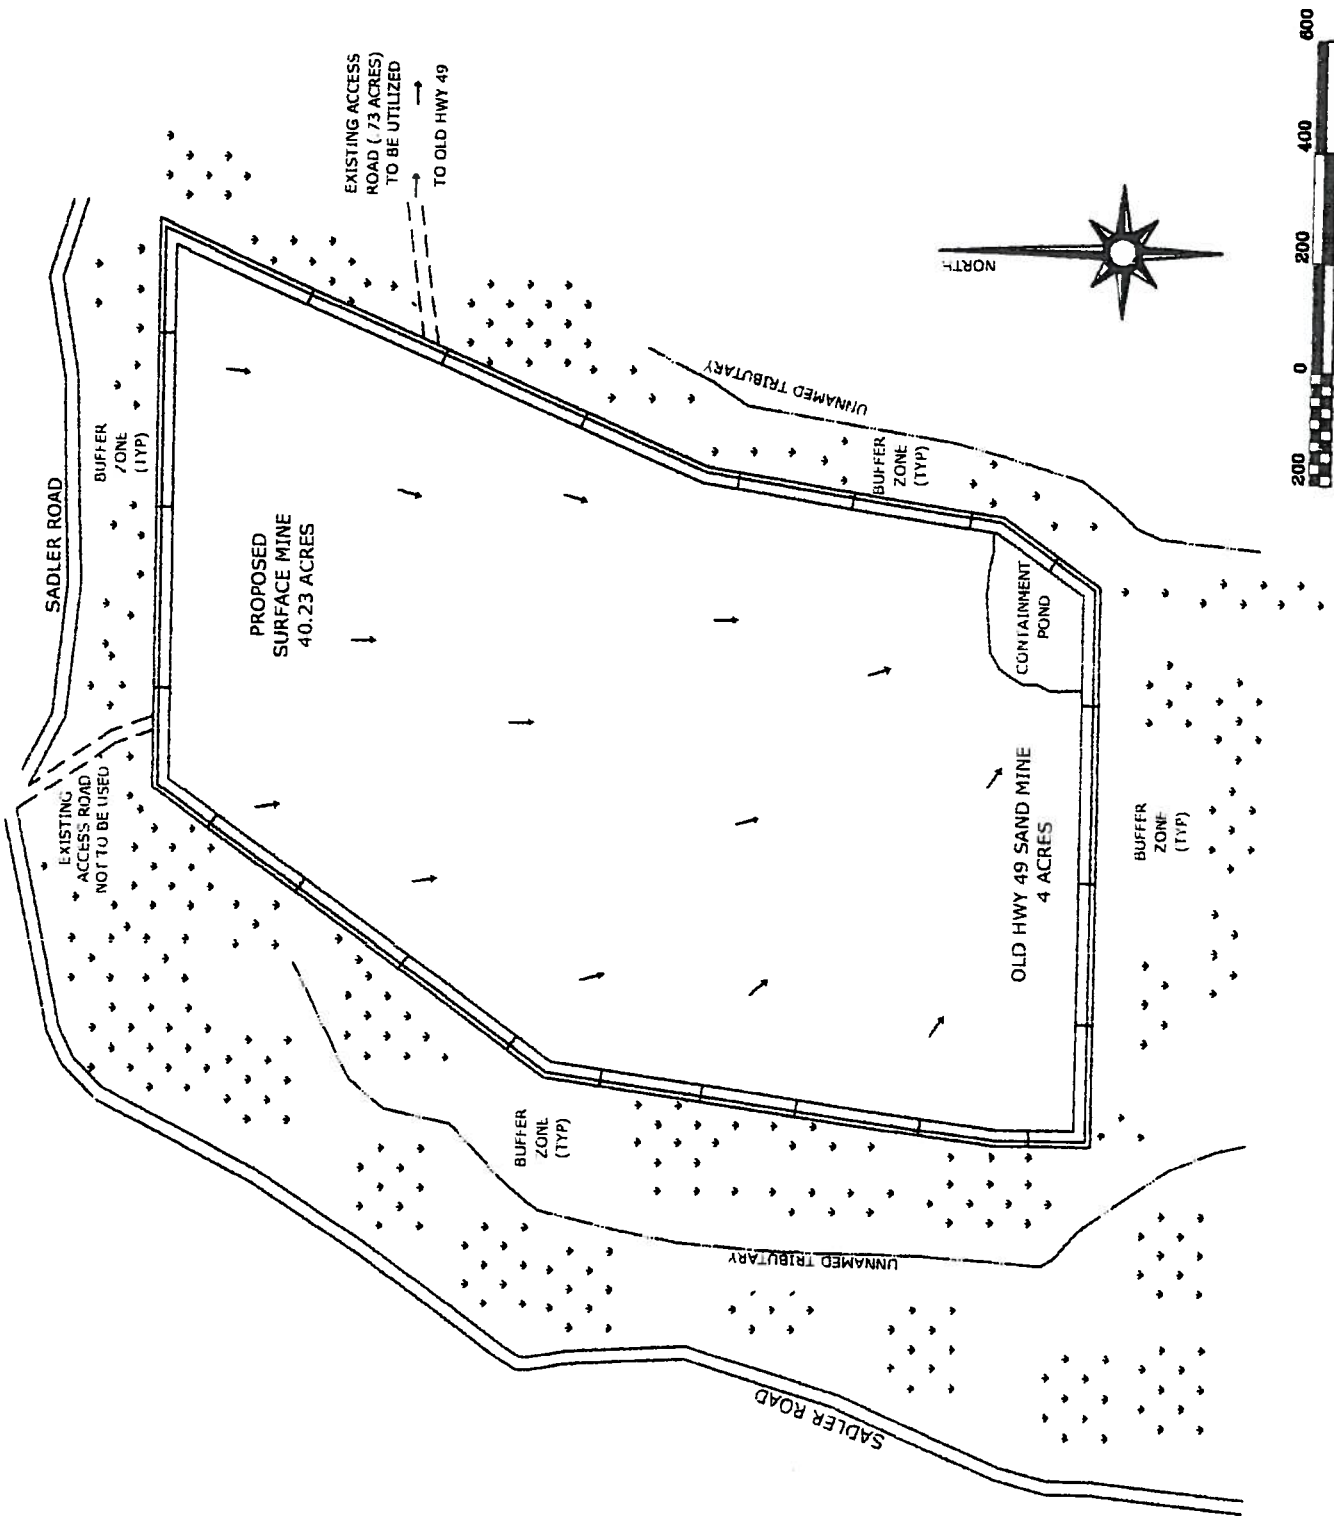 SADLER ROAD
EXISTING ACCESS
ROAD (.73 ACRES)
TO BE UTILIZED
TO OLD HWY 49
BUFFER
ZONE
(TYP)
EXISTING
ACCESS ROAD
NOT TO BE USED
PROPOSED
SURFACE MINE
40.23 ACRES
UNNAMED TRIBUTARY
BUFFER
ZONE
(TYP)
CONTAINMENT
POND
OLD HWY 49 SAND MINE
4 ACRES
BUFFER
ZONE
(TYP)
BUFFER
ZONE
(TYP)
UNNAMED TRIBUTARY
SADLER ROAD
NORTH
200 0 200 400 600